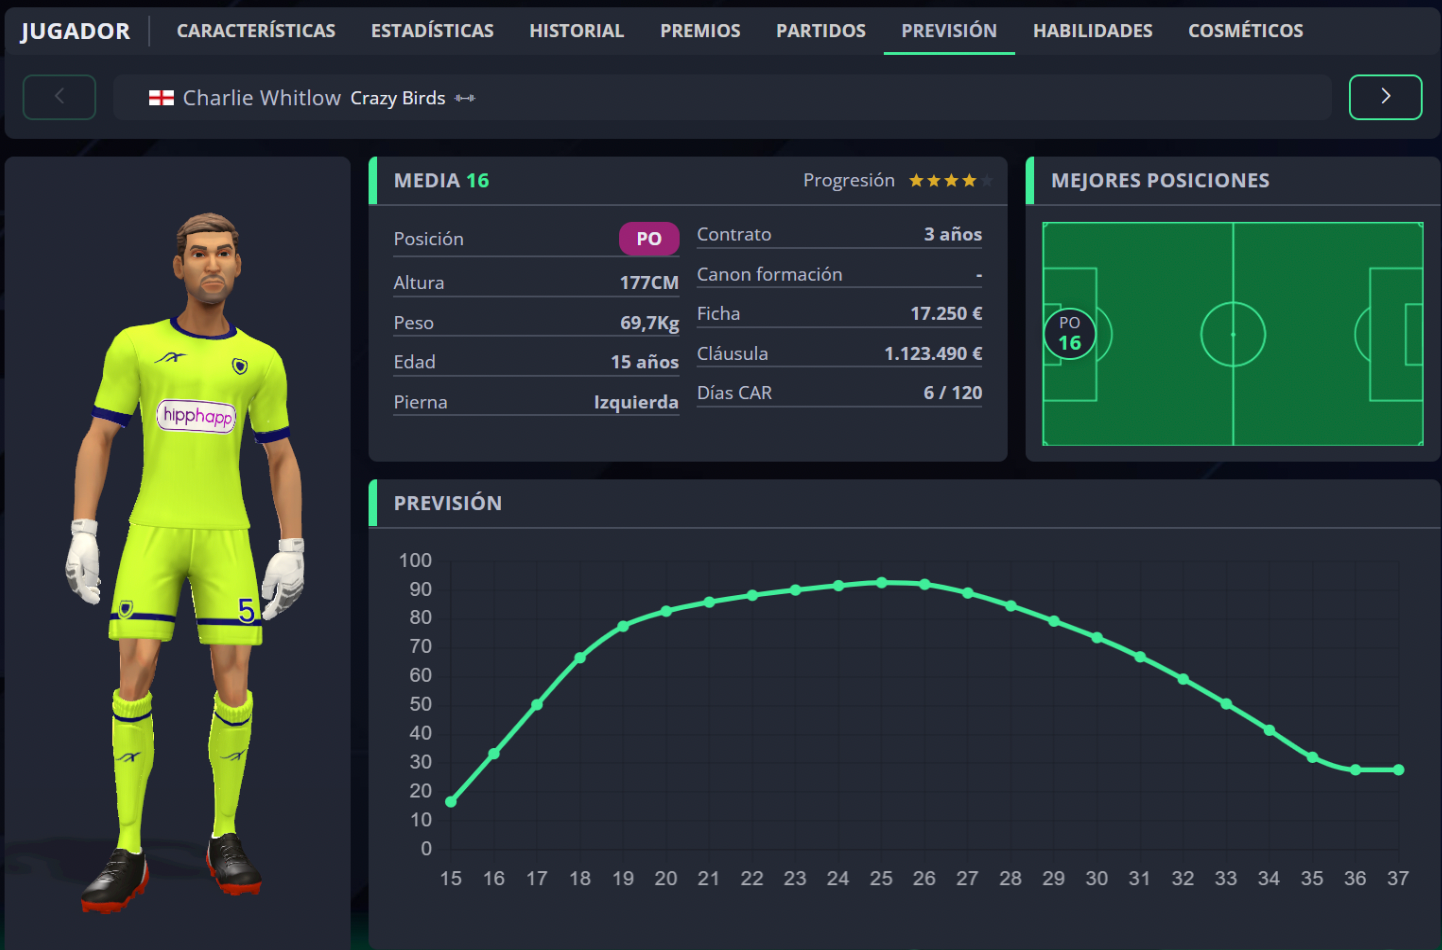 JUGADOR
CARACTERÍSTICAS ESTADÍSTICAS HISTORIAL PREMIOS PARTIDOS PREVISIÓN HABILIDADES COSMÉTICOS
Charlie Whitlow Crazy Birds
MEDIA 16
Progresión
Posición PO
Altura 177CM
Peso 69,7Kg
Edad 15 años
Pierna Izquierda
Contrato 3 años
Canon formación -
Ficha 17.250 €
Cláusula 1.123.490 €
Días CAR 6 / 120
MEJORES POSICIONES
PO
16
hipphapp
5
PREVISIÓN
100
90
80
70
60
50
40
30
20
10
0
15 16 17 18 19 20 21 22 23 24 25 26 27 28 29 30 31 32 33 34 35 36 37